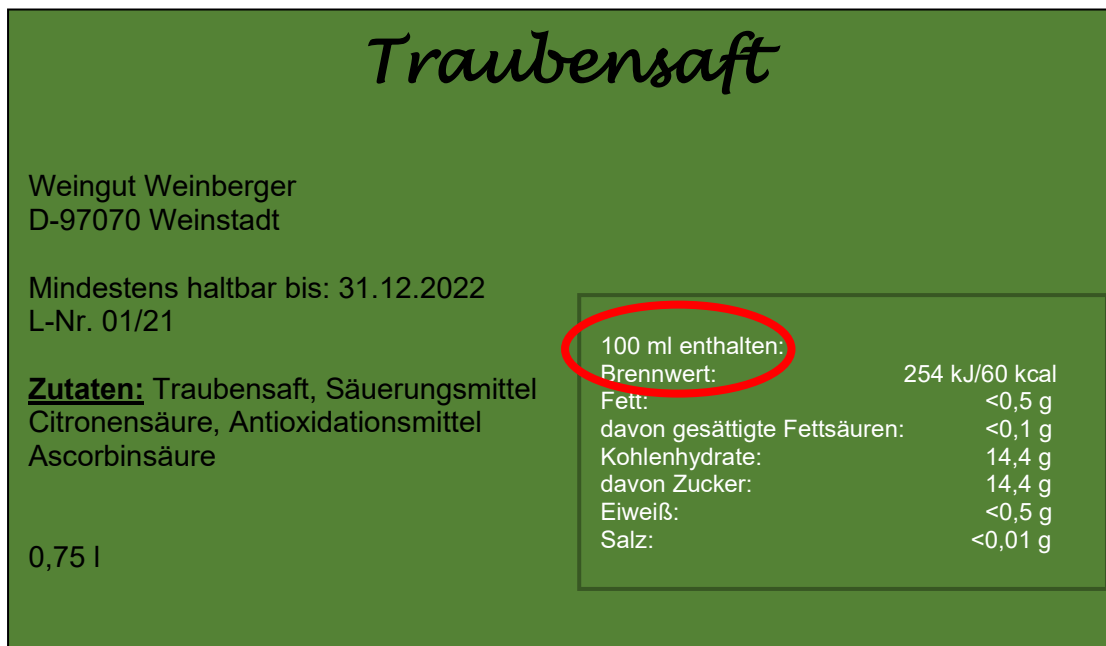 Traubensaft
Weingut Weinberger
D-97070 Weinstadt
Mindestens haltbar bis: 31.12.2022
L-Nr. 01/21
Zutaten: Traubensaft, Säuerungsmittel
Citronensäure, Antioxidationsmittel
Ascorbinsäure
0,75 l
100 ml enthalten:
Brennwert: 254 kJ/60 kcal
Fett: <0,5 g
davon gesättigte Fettsäuren: <0,1 g
Kohlenhydrate: 14,4 g
davon Zucker: 14,4 g
Eiweiß: <0,5 g
Salz: <0,01 g